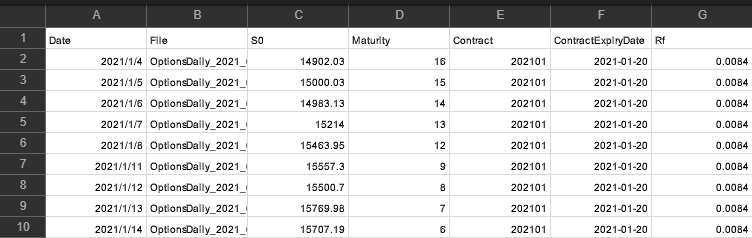 A B C D E F G
1 Date File S0 Maturity Contract ContractExpiryDate Rf
2 2021/1/4 OptionsDaily_2021_ 14902.03 16 202101 2021-01-20 0.0084
3 2021/1/5 OptionsDaily_2021_ 15000.03 15 202101 2021-01-20 0.0084
4 2021/1/6 OptionsDaily_2021_ 14983.13 14 202101 2021-01-20 0.0084
5 2021/1/7 OptionsDaily_2021_ 15214 13 202101 2021-01-20 0.0084
6 2021/1/8 OptionsDaily_2021_ 15463.95 12 202101 2021-01-20 0.0084
7 2021/1/11 OptionsDaily_2021_ 15557.3 9 202101 2021-01-20 0.0084
8 2021/1/12 OptionsDaily_2021_ 15500.7 8 202101 2021-01-20 0.0084
9 2021/1/13 OptionsDaily_2021_ 15769.98 7 202101 2021-01-20 0.0084
10 2021/1/14 OptionsDaily_2021_ 15707.19 6 202101 2021-01-20 0.0084